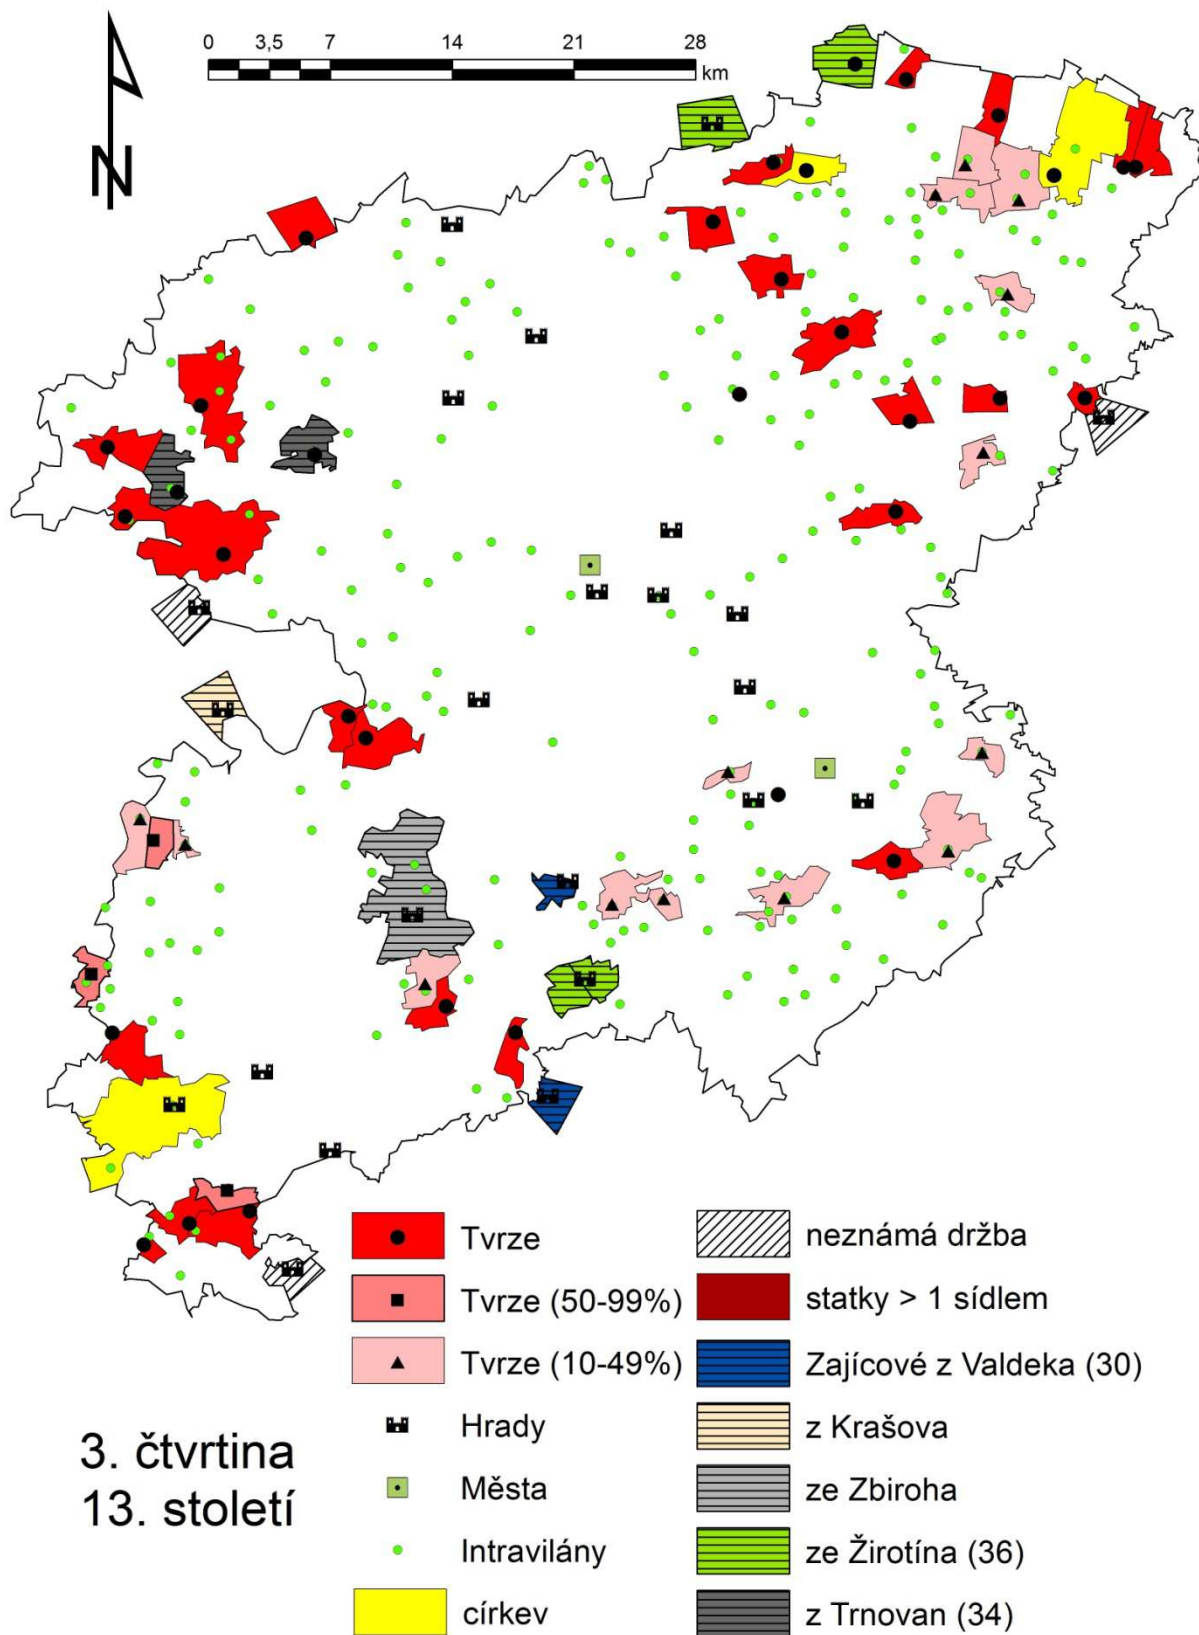 0 3,5 7 14 21 28
km
N
Tvrze
Tvrze (50-99%)
Tvrze (10-49%)
Hrady
Města
Intravilány
církev
neznámá držba
statky > 1 sídlem
Zajícové z Valdeka (30)
z Krašova
ze Zbiroha
ze Žirotína (36)
z Trnovan (34)
3. čtvrtina
13. století